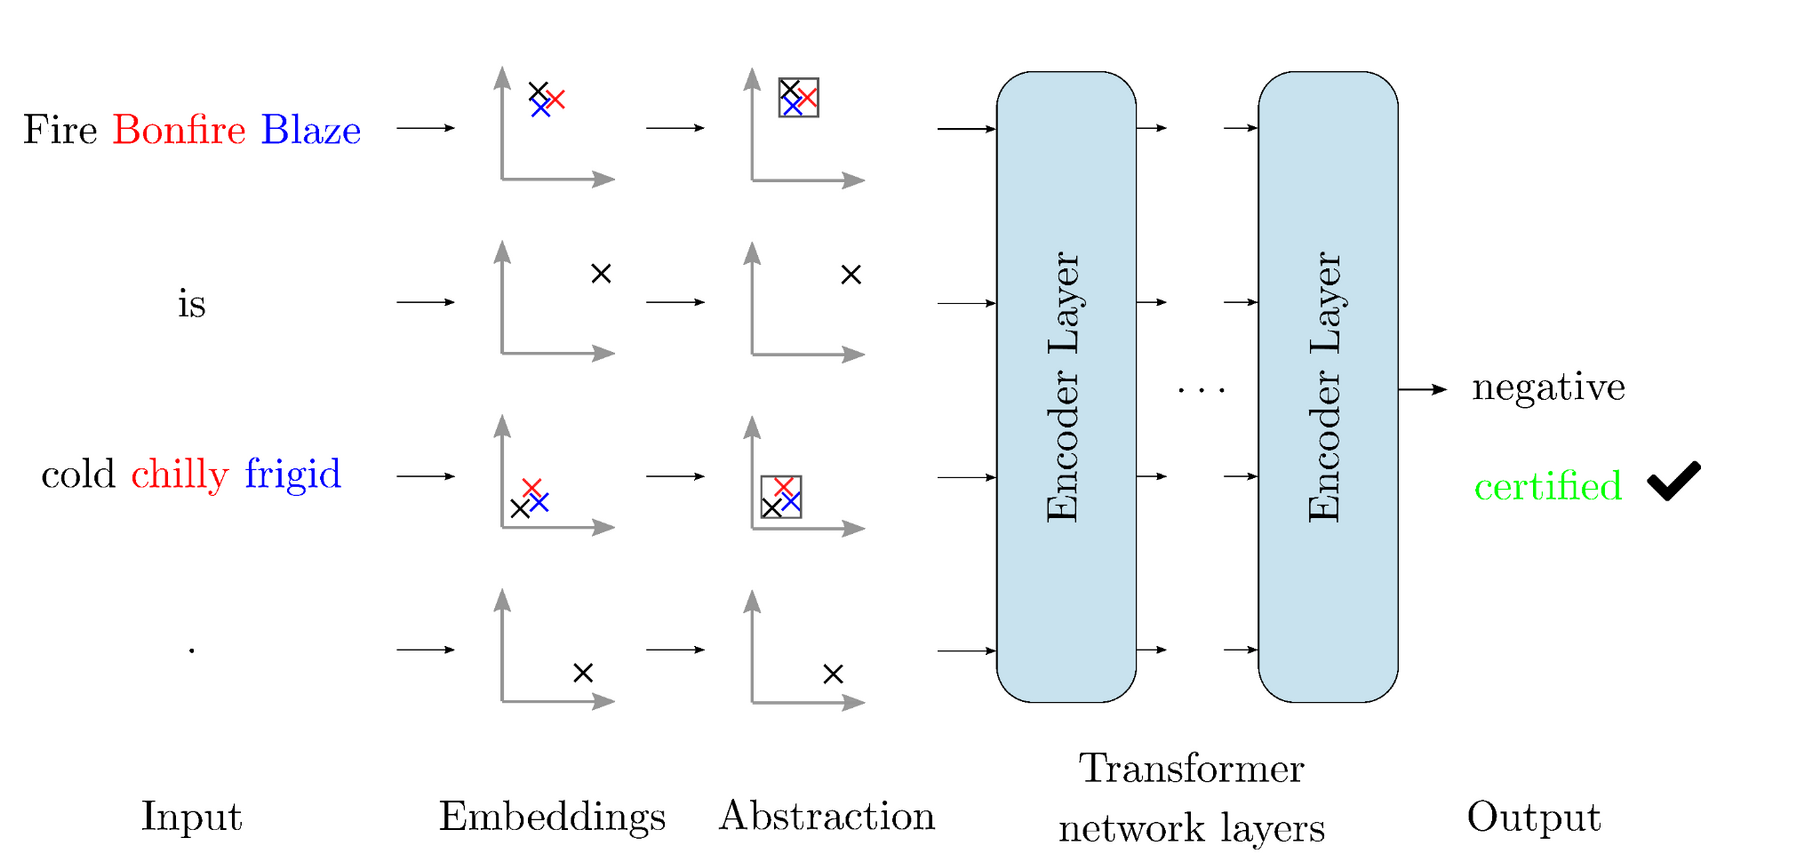 Fire Bonfire Blaze
is
cold chilly frigid
.
Encoder Layer
. . .
Encoder Layer
negative
certified
Input
Embeddings
Abstraction
Transformer
network layers
Output